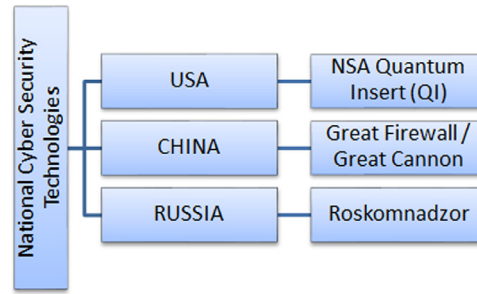 National Cyber Security
Technologies
USA
NSA Quantum
Insert (QI)
CHINA
Great Firewall /
Great Cannon
RUSSIA
Roskomnadzor